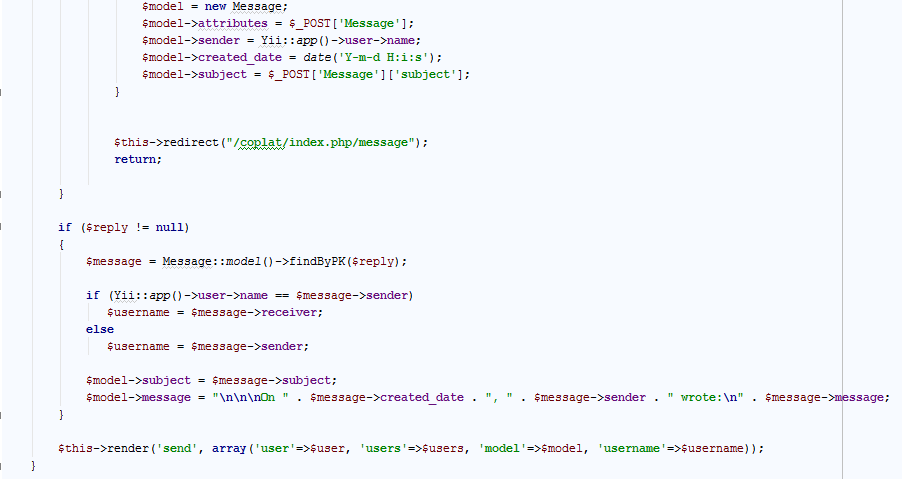 $model = new Message;
$model->attributes = $_POST['Message'];
$model->sender = Yii::app()->user->name;
$model->created_date = date('Y-m-d H:i:s');
$model->subject = $_POST['Message']['subject'];
}
$this->redirect("/coplat/index.php/message");
return;
}
if ($reply != null)
{
$message = Message::model()->findByPK($reply);
if (Yii::app()->user->name == $message->sender)
$username = $message->receiver;
else
$username = $message->sender;
$model->subject = $message->subject;
$model->message = "\n\n\nOn " . $message->created_date . ", " . $message->sender . " wrote:\n" . $message->message;
}
$this->render('send', array('user'=>$user, 'users'=>$users, 'model'=>$model, 'username'=>$username));
}